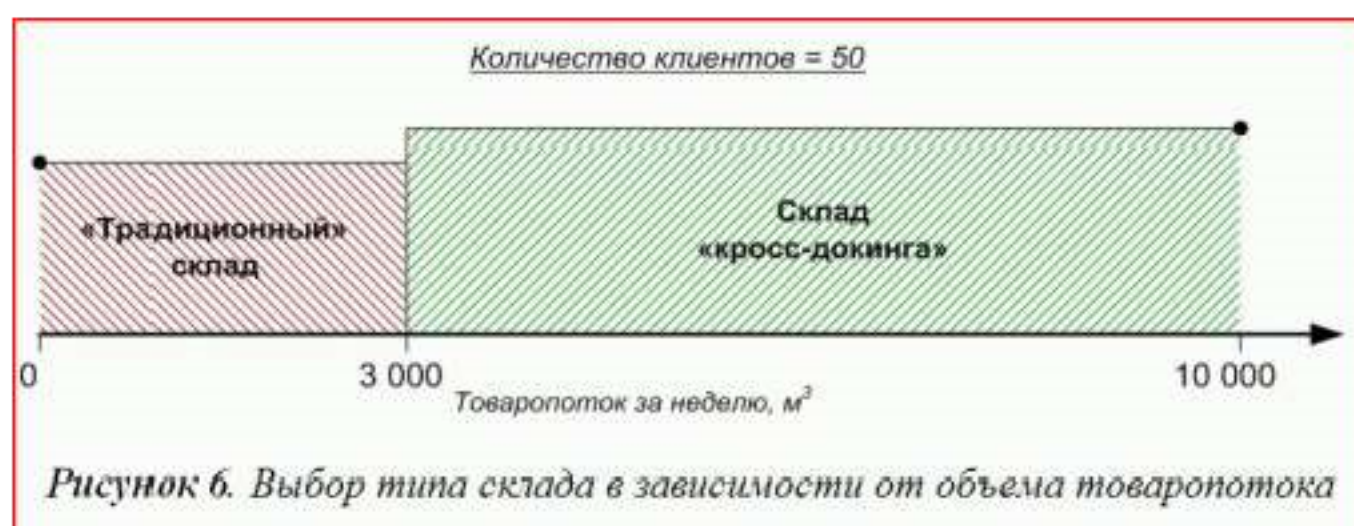 Количество клиентов = 50
«Традиционный»
склад
Склад
«кросс-докинга»
0
3 000
10 000
Товаропоток за неделю, м³
Рисунок 6. Выбор типа склада в зависимости от объема товаропотока